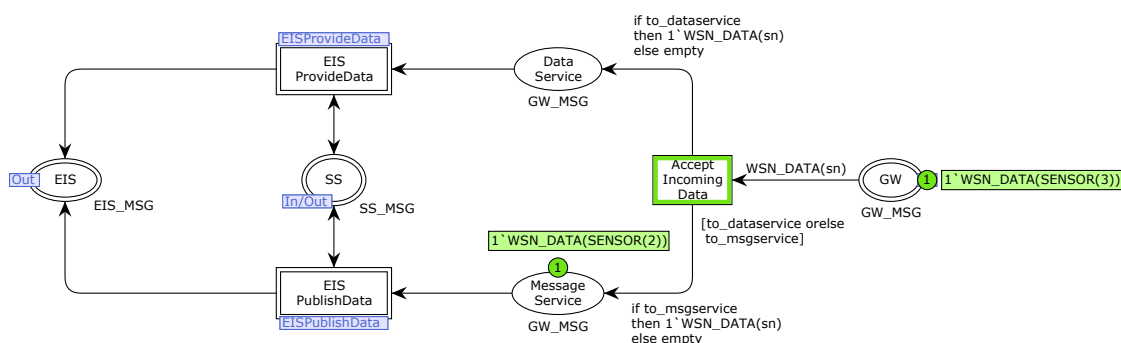 if to_dataservice
then 1`WSN_DATA(sn)
else empty
EISProvideData
EIS
ProvideData
Data
Service
GW_MSG
Out
EIS
EIS_MSG
SS
In/Out
SS_MSG
Accept
Incoming
Data
WSN_DATA(sn)
GW
1
1`WSN_DATA(SENSOR(3))
GW_MSG
[to_dataservice orelse
to_msgservice]
1`WSN_DATA(SENSOR(2))
1
EIS
PublishData
EISPublishData
Message
Service
GW_MSG
if to_msgservice
then 1`WSN_DATA(sn)
else empty